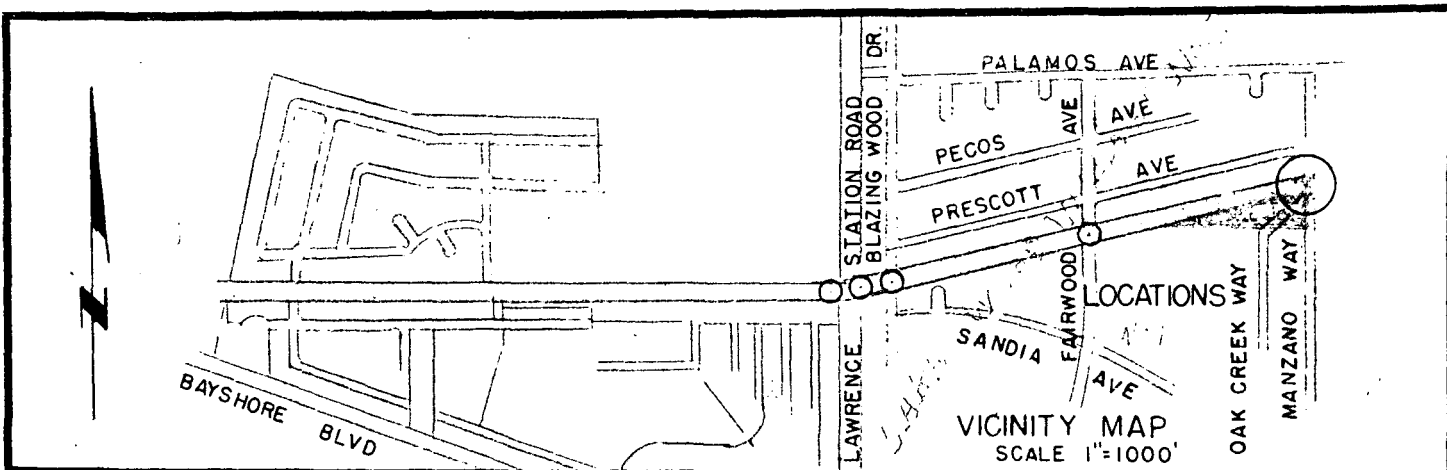 PALAMOS AVE
STATION ROAD
BLAZING WOOD DR.
PECOS AVE
FAIRWOOD AVE
PRESCOTT AVE
LOCATIONS
SANDIA AVE
OAK CREEK WAY
MANZANO WAY
BAYSHORE BLVD
LAWRENCE
VICINITY MAP
SCALE 1"=1000'
N